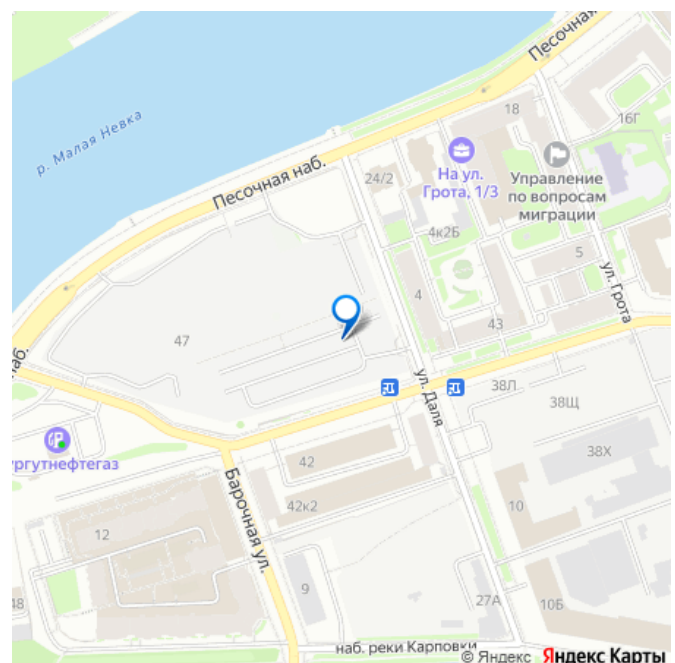 Песочная
18
16Г
р. Малая Невка
На ул.
Грота, 1/3
Управление
по вопросам
миграции
Песочная наб.
24/2
4к2Б
5
ул. Грота
4
43
47
наб.
ул. Даля
38Л
38Щ
38Х
ургутнефтегаз
42
42к2
Барочная ул.
12
10
9
48
27А
10Б
наб. реки Карповки
© Яндекс Яндекс Карты